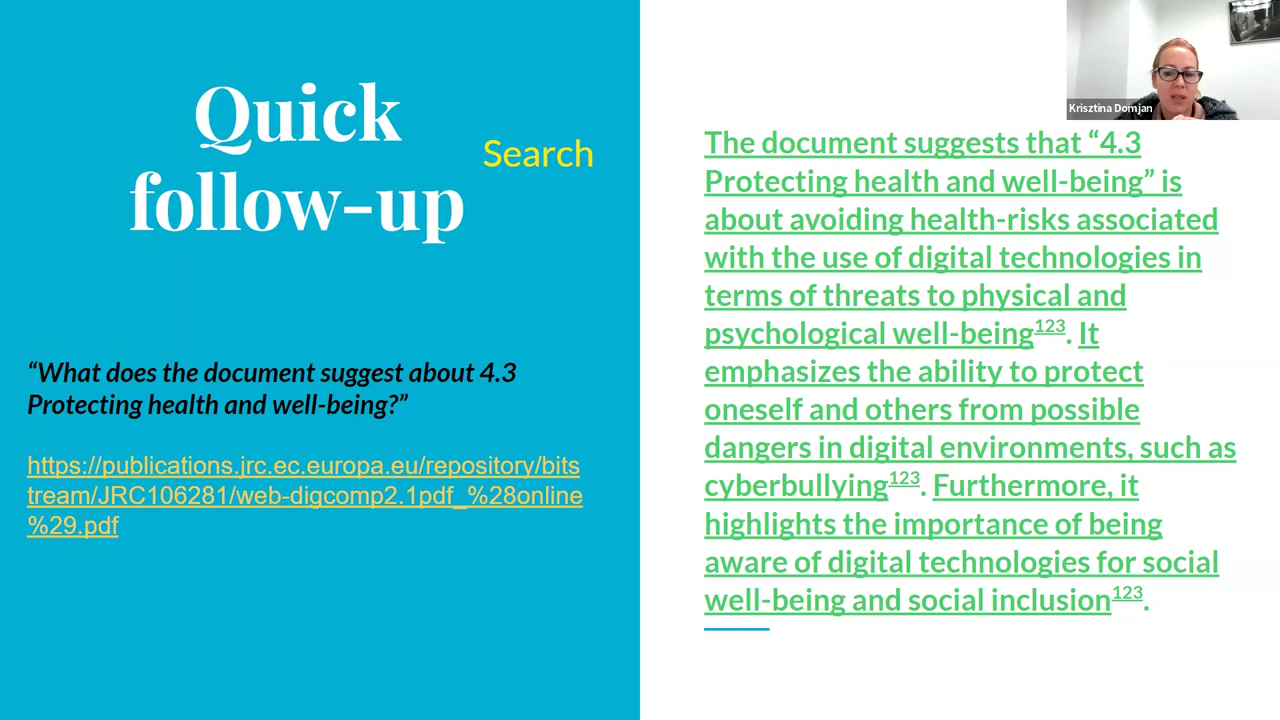 Quick
follow-up
Search
“What does the document suggest about 4.3
Protecting health and well-being?”
https://publications.jrc.ec.europa.eu/repository/bits
tream/JRC106281/web-digcomp2.1pdf_%28online
%29.pdf
Krisztina Domjan
The document suggests that “4.3
Protecting health and well-being” is
about avoiding health-risks associated
with the use of digital technologies in
terms of threats to physical and
psychological well-being123. It
emphasizes the ability to protect
oneself and others from possible
dangers in digital environments, such as
cyberbullying123. Furthermore, it
highlights the importance of being
aware of digital technologies for social
well-being and social inclusion123.